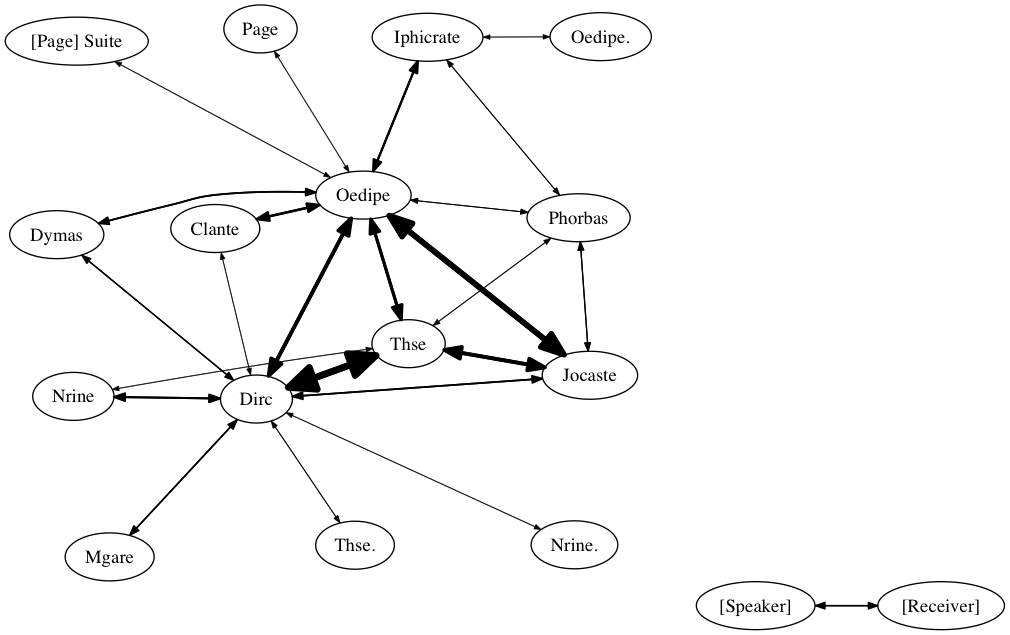 [Page] Suite
Page
Iphicrate
Oedipe.
Oedipe
Phorbas
Dymas
Clante
Thse
Jocaste
Nrine
Dirc
Mgare
Thse.
Nrine.
[Speaker]
[Receiver]